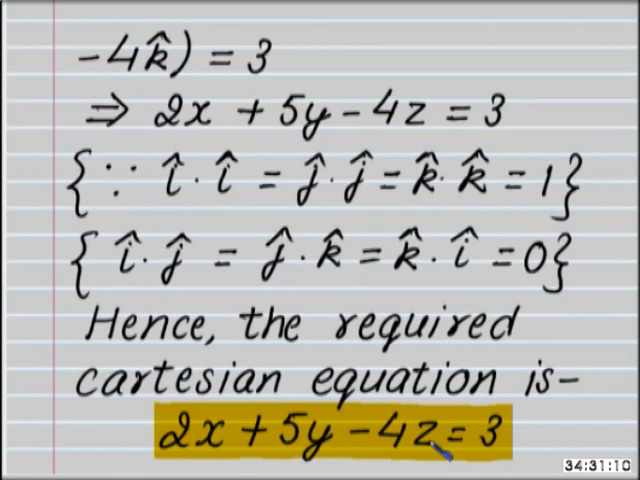 -4k̂) = 3
⇒ 2x + 5y - 4z = 3
{∵ î · î = ĵ · ĵ = k̂ · k̂ = 1}
{ î · ĵ = ĵ · k̂ = k̂ · î = 0}
Hence, the required
cartesian equation is-
2x + 5y - 4z = 3
34:31:10